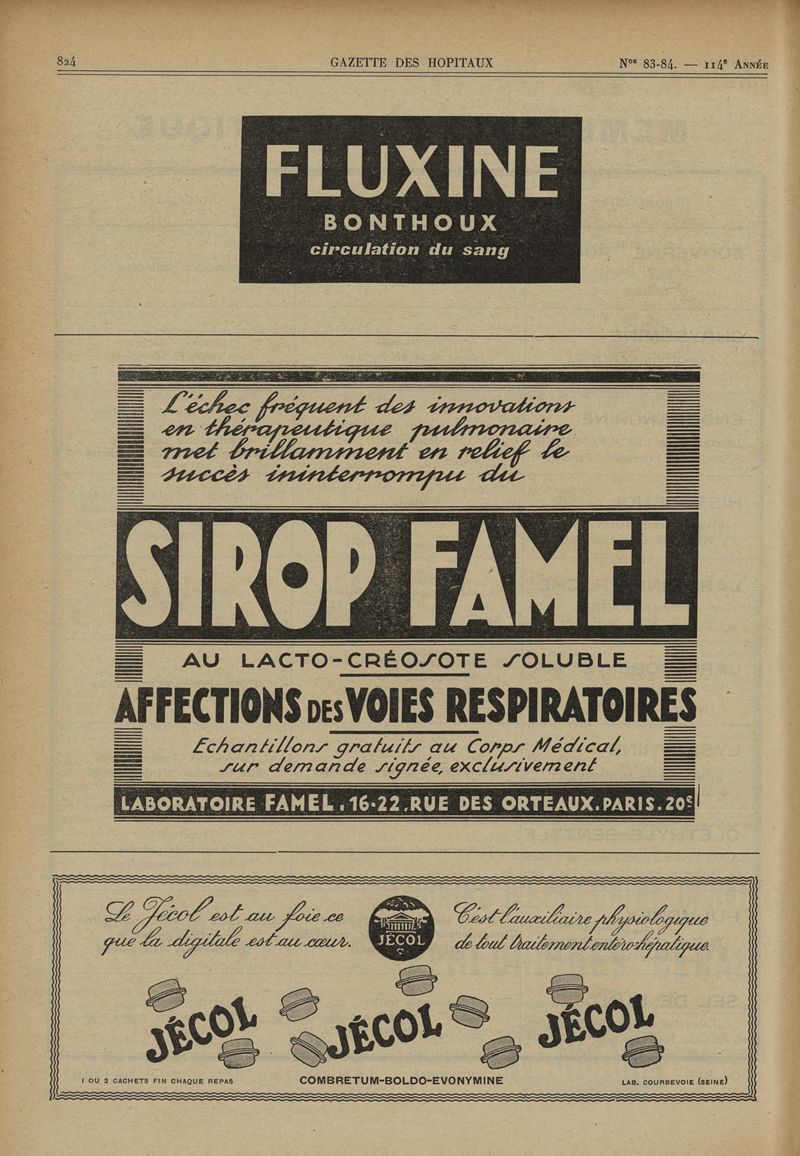 824
GAZETTE DES HOPITAUX
Nos 83-84. — 114e ANNÉE
FLUXINE
BONTHOUX
circulation du sang
L'échec fréquent des innovations
en thérapeutique pulmonaire
met brillamment en relief le
succès ininterrompu du
SIROP FAMEL
AU LACTO-CRÉOSOTE SOLUBLE
AFFECTIONS DES VOIES RESPIRATOIRES
Echantillons gratuits au Corps Médical,
sur demande signée, exclusivement
LABORATOIRE FAMEL. 16-22. RUE DES ORTEAUX. PARIS. 20e
Le Jécol est au foie ce
que la digitale est au cœur.
JÉCOL
C'est l'auxiliaire physiologique
de tout traitement entéro-hépatique.
JÉCOL
JÉCOL
JÉCOL
1 OU 2 CACHETS FIN CHAQUE REPAS
COMBRETUM-BOLDO-EVONYMINE
LAB. COURBEVOIE (SEINE)